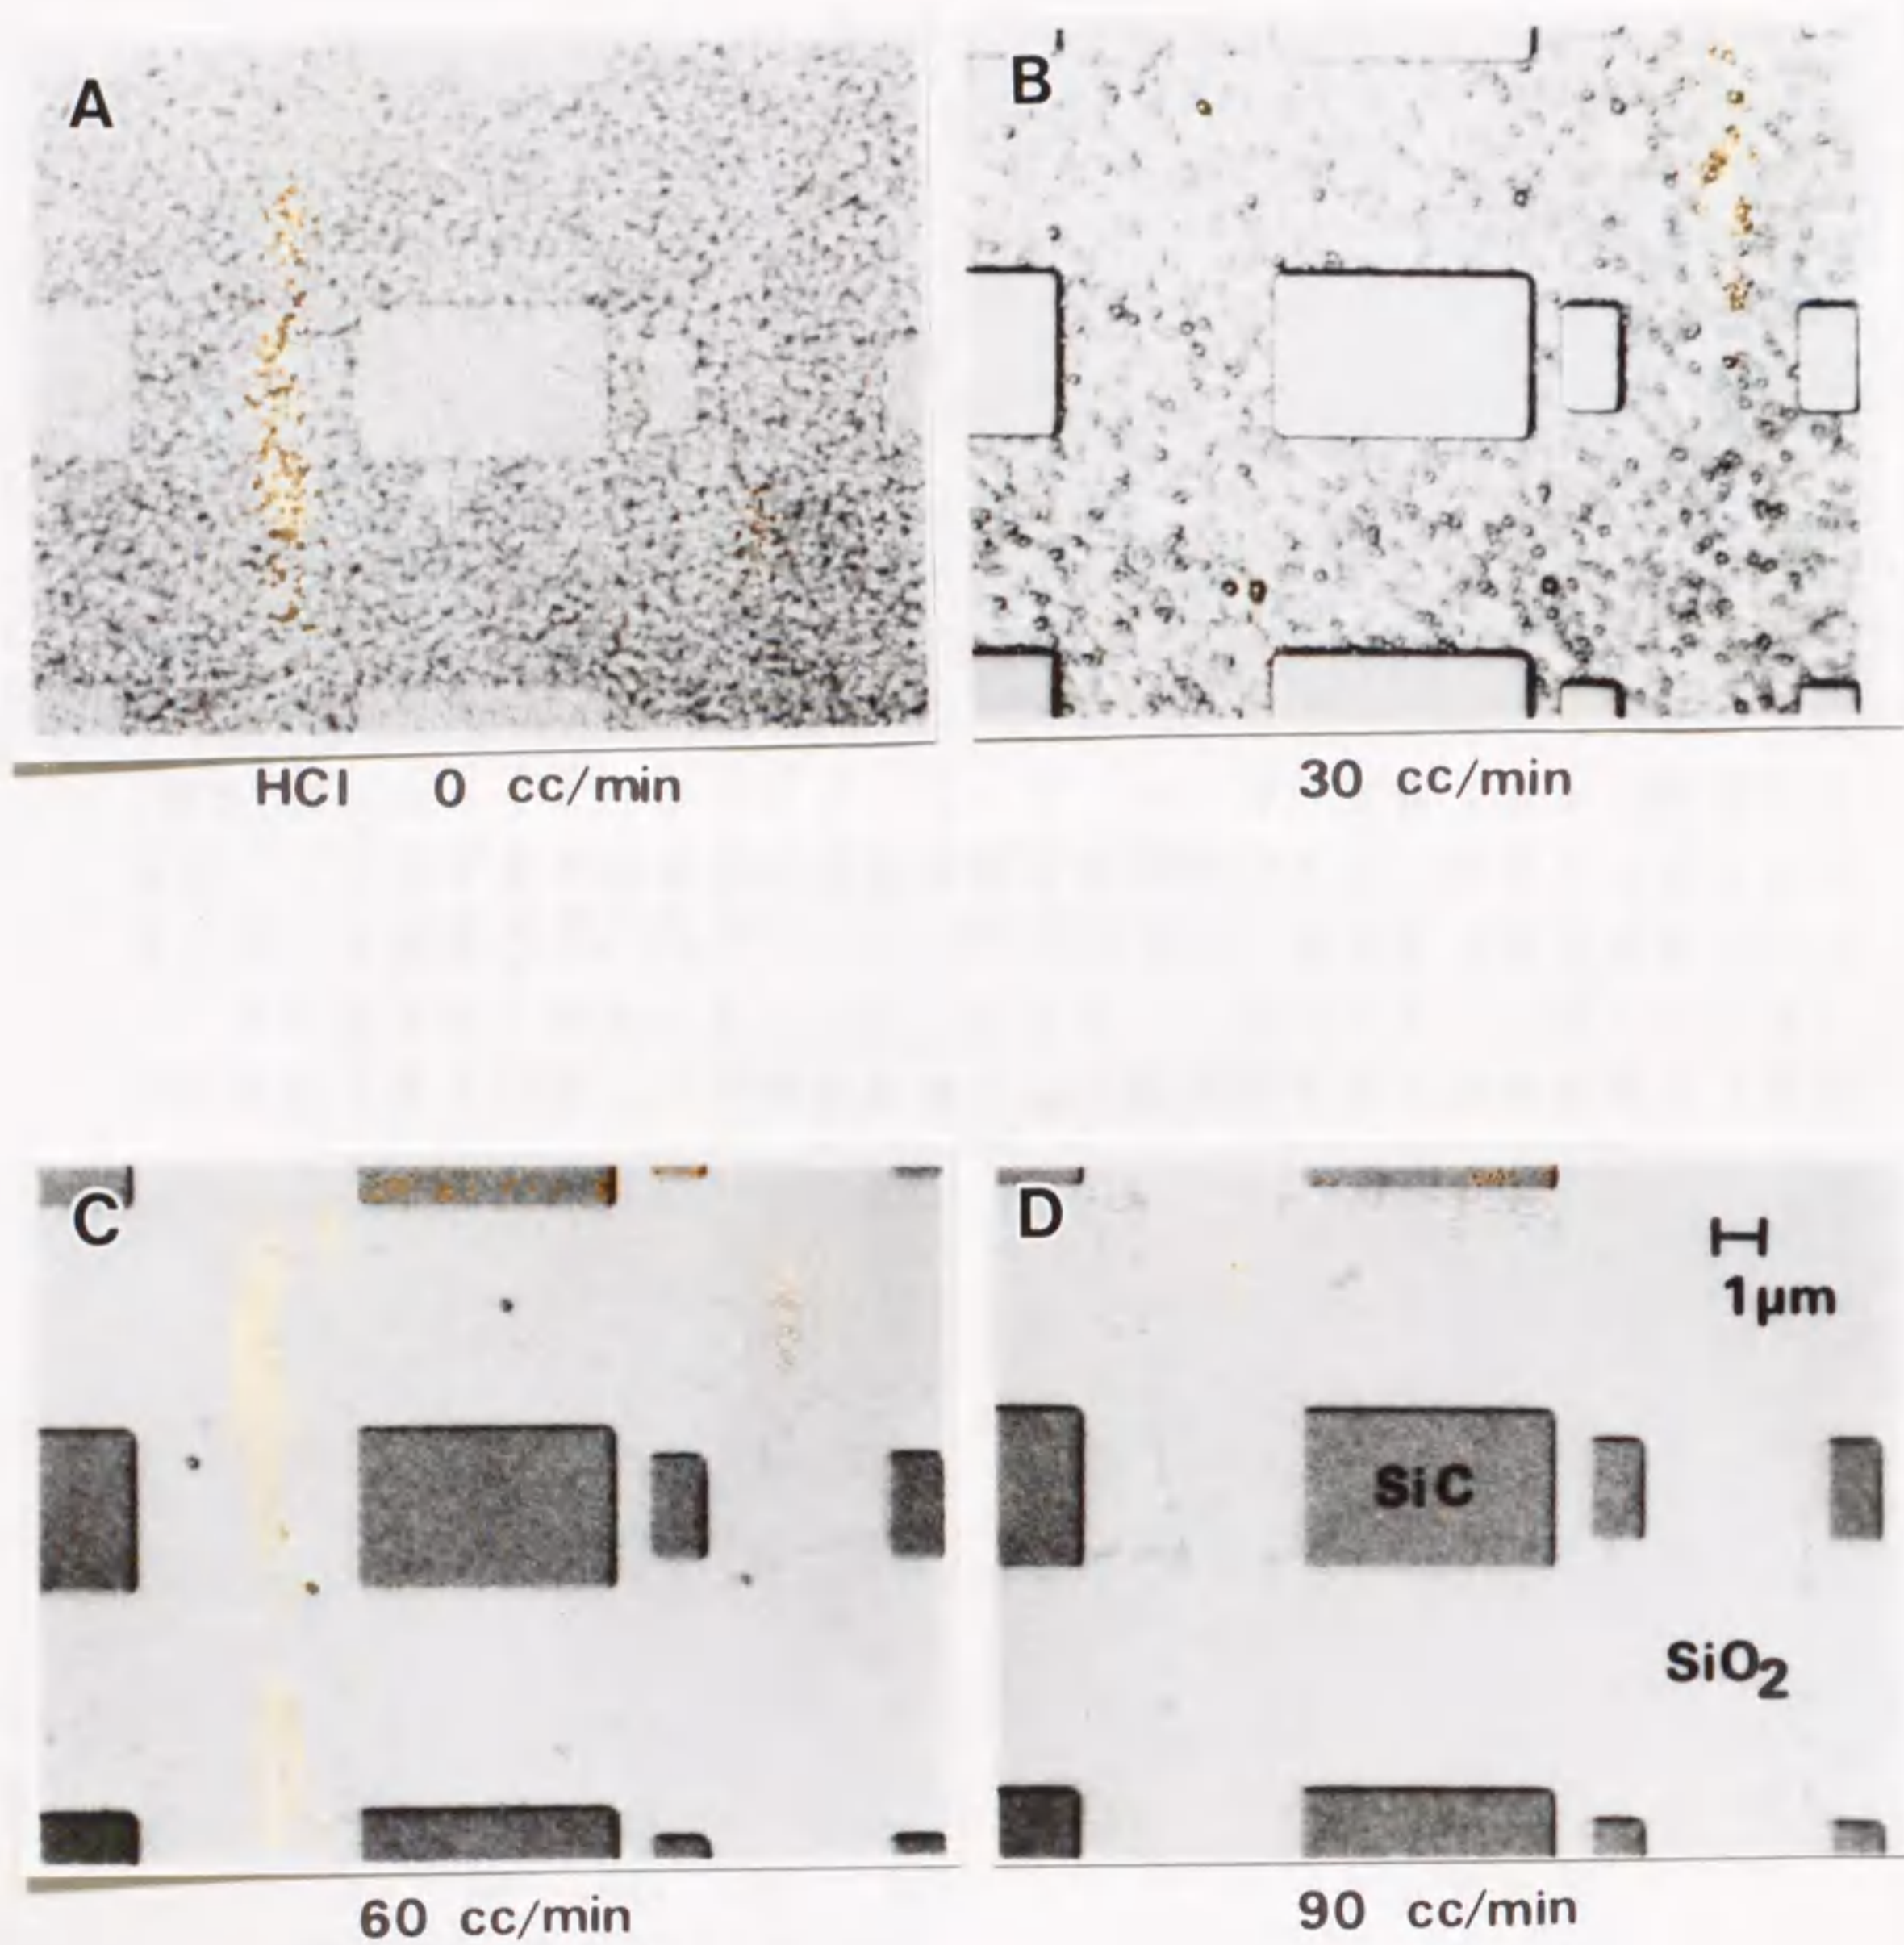 A
B
HCl 0 cc/min
30 cc/min
C
D
1μm
SiC
SiO₂
60 cc/min
90 cc/min